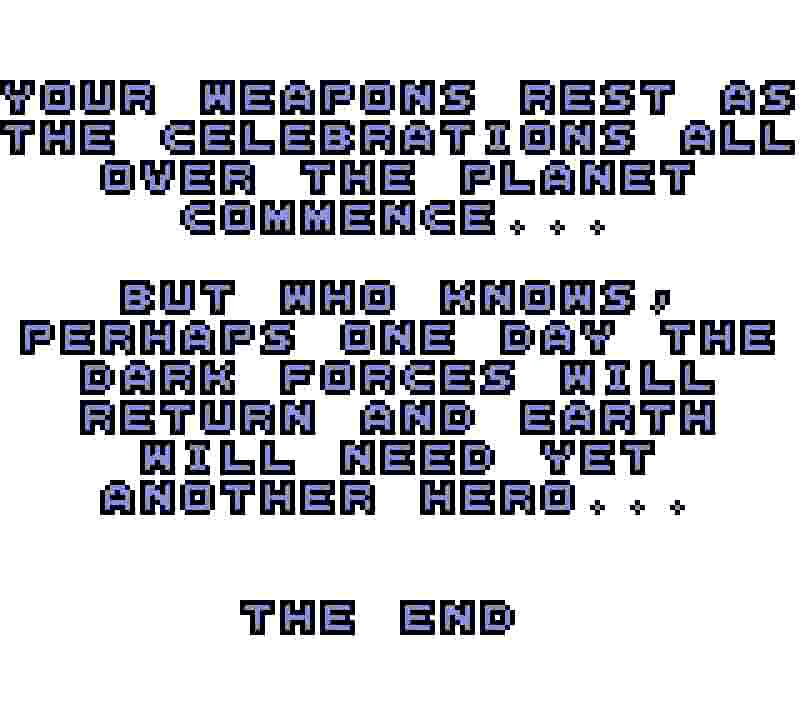 YOUR WEAPONS REST AS
THE CELEBRATIONS ALL
OVER THE PLANET
COMMENCE...
BUT WHO KNOWS,
PERHAPS ONE DAY THE
DARK FORCES WILL
RETURN AND EARTH
WILL NEED YET
ANOTHER HERO...
THE END